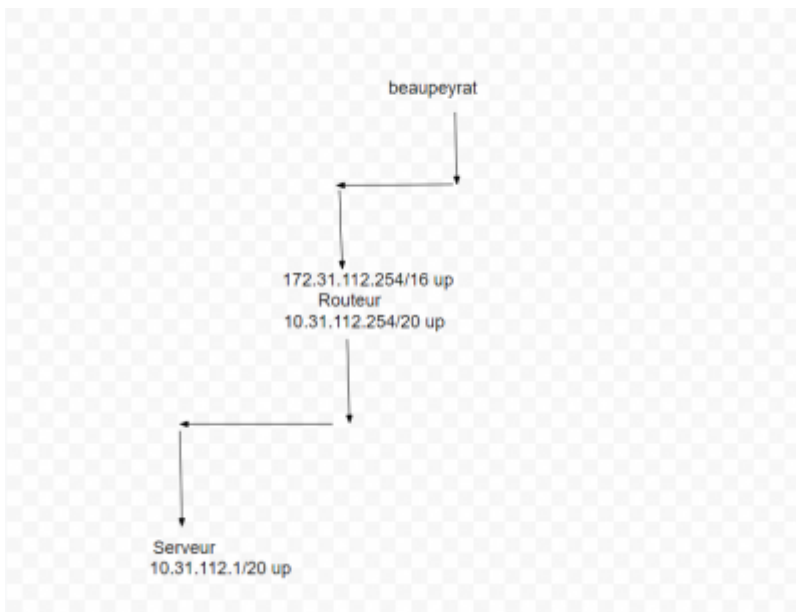 beaupeyrat
172.31.112.254/16 up
Routeur
10.31.112.254/20 up
Serveur
10.31.112.1/20 up